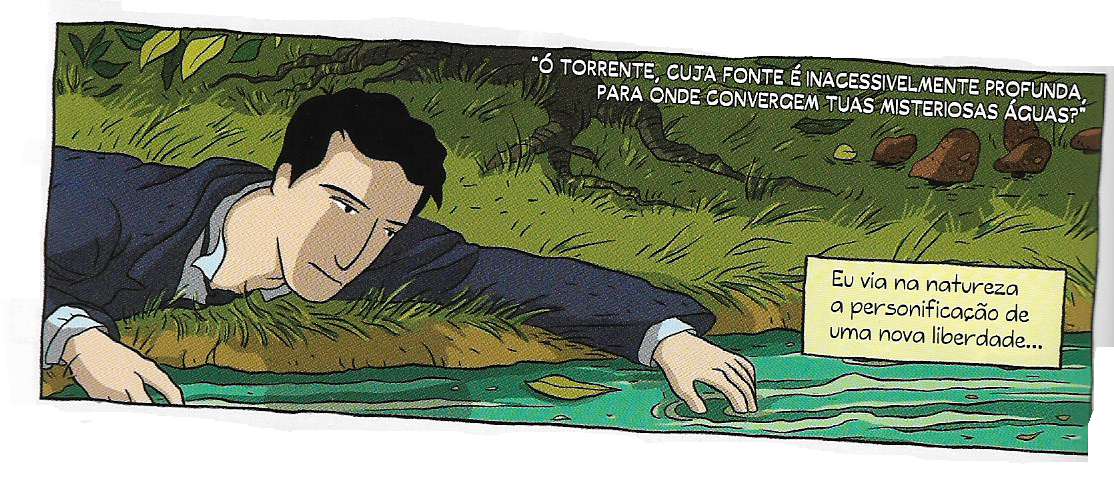 "Ó TORRENTE, CUJA FONTE É INACESSIVELMENTE PROFUNDA,
PARA ONDE CONVERGEM TUAS MISTERIOSAS ÁGUAS?"
Eu via na natureza
a personificação de
uma nova liberdade...